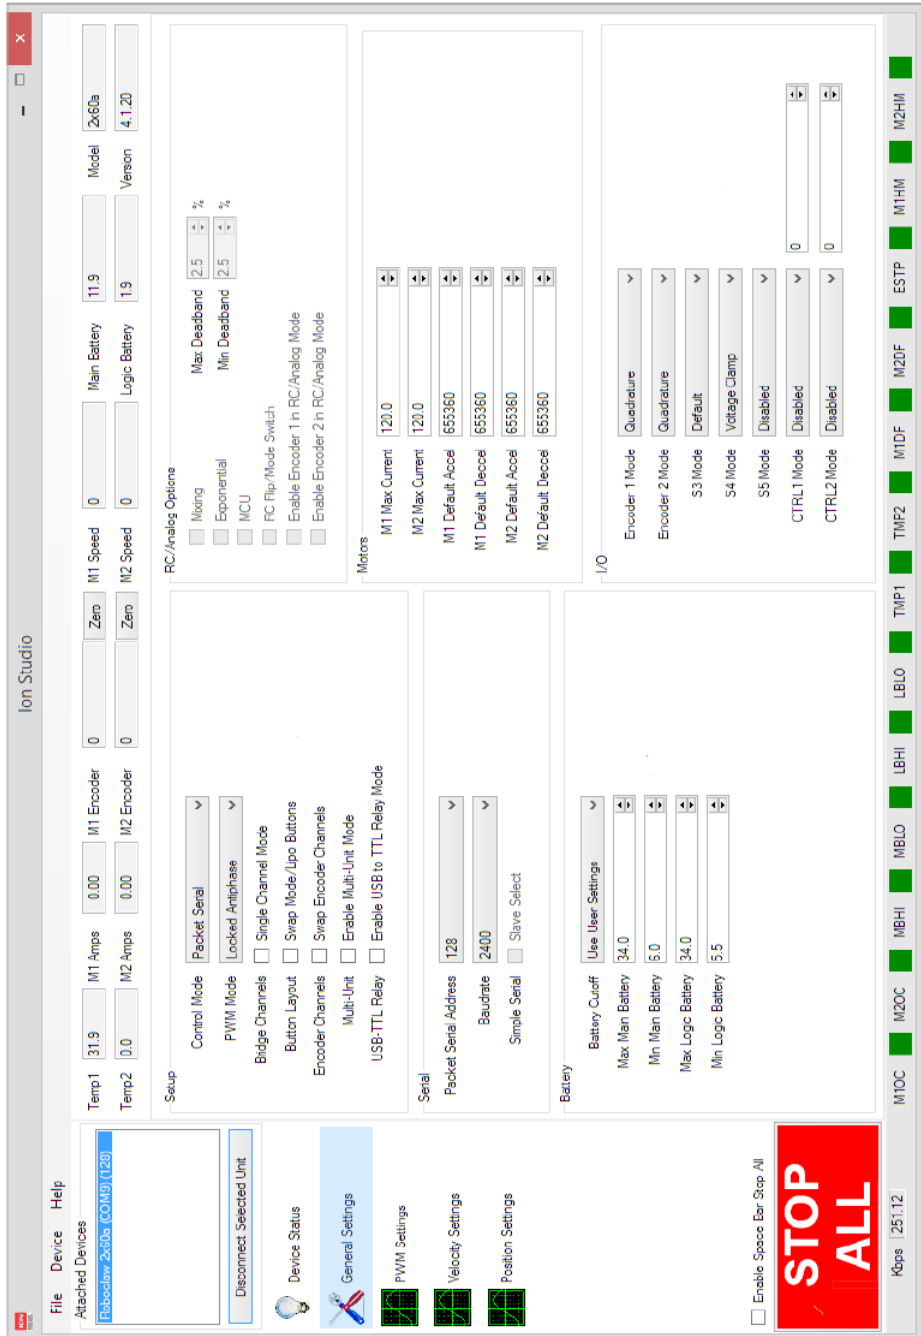 Ion Studio
File Device Help
Attached Devices
Roboclaw 2x60a (COM9) (128)
Disconnect Selected Unit
Device Status
General Settings
PWM Settings
Velocity Settings
Position Settings
Enable Space Bar Stop All
STOP
ALL
Temp1 31.9 M1 Amps 0.00 M1 Encoder 0 Zero M1 Speed 0 Main Battery 11.9 Model 2x60a
Temp2 0.0 M2 Amps 0.00 M2 Encoder 0 Zero M2 Speed 0 Logic Battery 1.9 Version 4.1.20
Setup
Control Mode Packet Serial
PWM Mode Locked Antiphase
Bridge Channels Single Channel Mode
Button Layout Swap Mode/Lipo Buttons
Encoder Channels Swap Encoder Channels
Multi-Unit Enable Multi-Unit Mode
USB-TTL Relay Enable USB to TTL Relay Mode
Serial
Packet Serial Address 128
Baudrate 2400
Simple Serial Slave Select
Battery
Battery Cutoff Use User Settings
Max Main Battery 34.0
Min Main Battery 6.0
Max Logic Battery 34.0
Min Logic Battery 5.5
RC/Analog Options
Mixing Max Deadband 2.5 %
Exponential Min Deadband 2.5 %
MCU
RC Flip/Mode Switch
Enable Encoder 1 in RC/Analog Mode
Enable Encoder 2 in RC/Analog Mode
Motors
M1 Max Current 120.0
M2 Max Current 120.0
M1 Default Accel 655360
M1 Default Deccel 655360
M2 Default Accel 655360
M2 Default Deccel 655360
I/O
Encoder 1 Mode Quadrature
Encoder 2 Mode Quadrature
S3 Mode Default
S4 Mode Voltage Clamp
S5 Mode Disabled
CTRL1 Mode Disabled 0
CTRL2 Mode Disabled 0
Kbps 251.12 M1OC M2OC MBHI MBLO LBHI LBLO TMP1 TMP2 M1DF M2DF ESTP M1HM M2HM